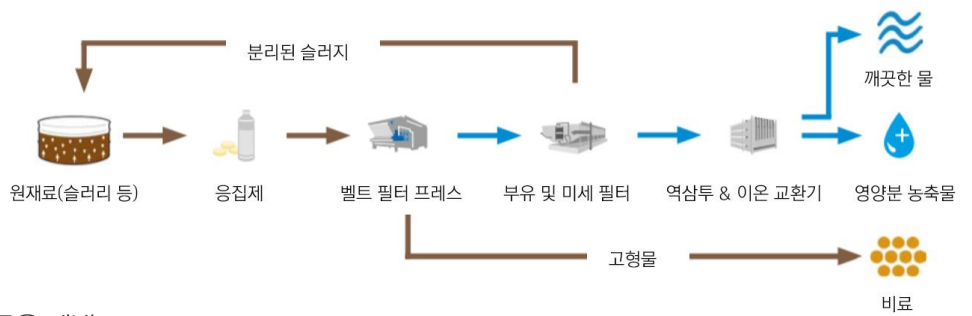 분리된 슬러지
깨끗한 물
원재료(슬러리 등)
응집제
벨트 필터 프레스
부유 및 미세 필터
역삼투 & 이온 교환기
영양분 농축물
고형물
비료